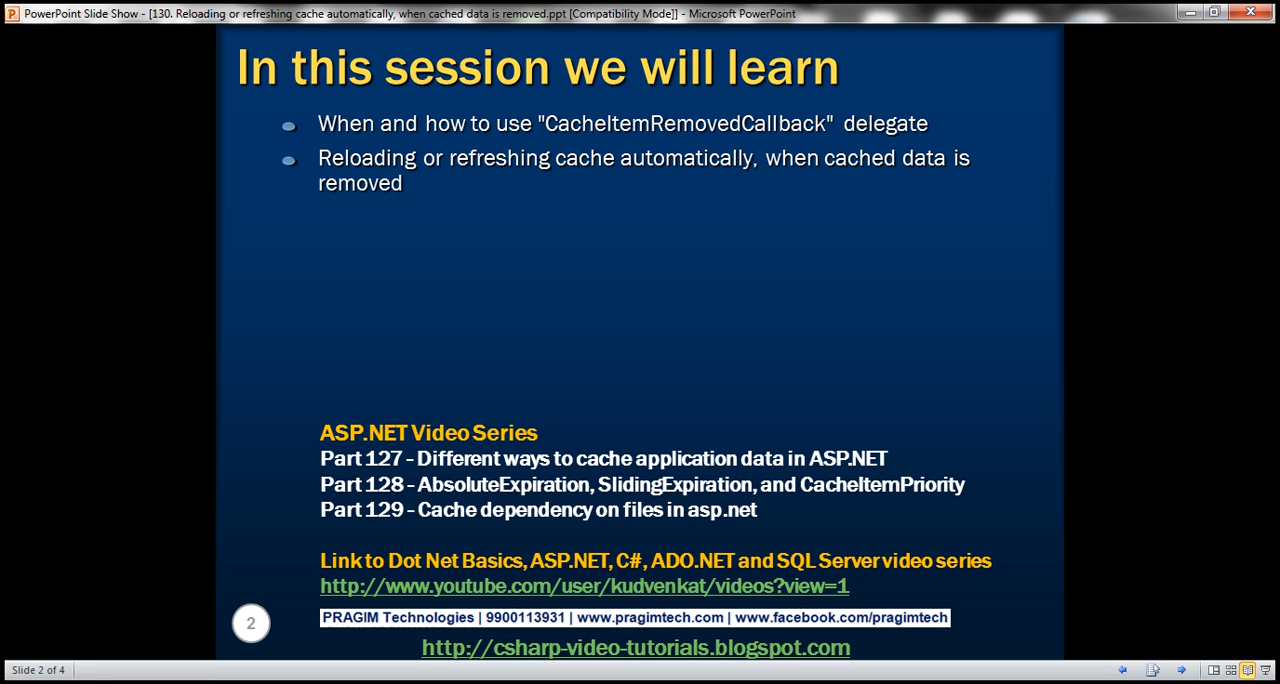 PowerPoint Slide Show - [130. Reloading or refreshing cache automatically, when cached data is removed.ppt [Compatibility Mode]] - Microsoft PowerPoint
In this session we will learn
When and how to use "CacheItemRemovedCallback" delegate
Reloading or refreshing cache automatically, when cached data is
removed
ASP.NET Video Series
Part 127 - Different ways to cache application data in ASP.NET
Part 128 - AbsoluteExpiration, SlidingExpiration, and CacheItemPriority
Part 129 - Cache dependency on files in asp.net
Link to Dot Net Basics, ASP.NET, C#, ADO.NET and SQL Server video series
http://www.youtube.com/user/kudvenkat/videos?view=1
2
PRAGIM Technologies | 9900113931 | www.pragimtech.com | www.facebook.com/pragimtech
http://csharp-video-tutorials.blogspot.com
Slide 2 of 4